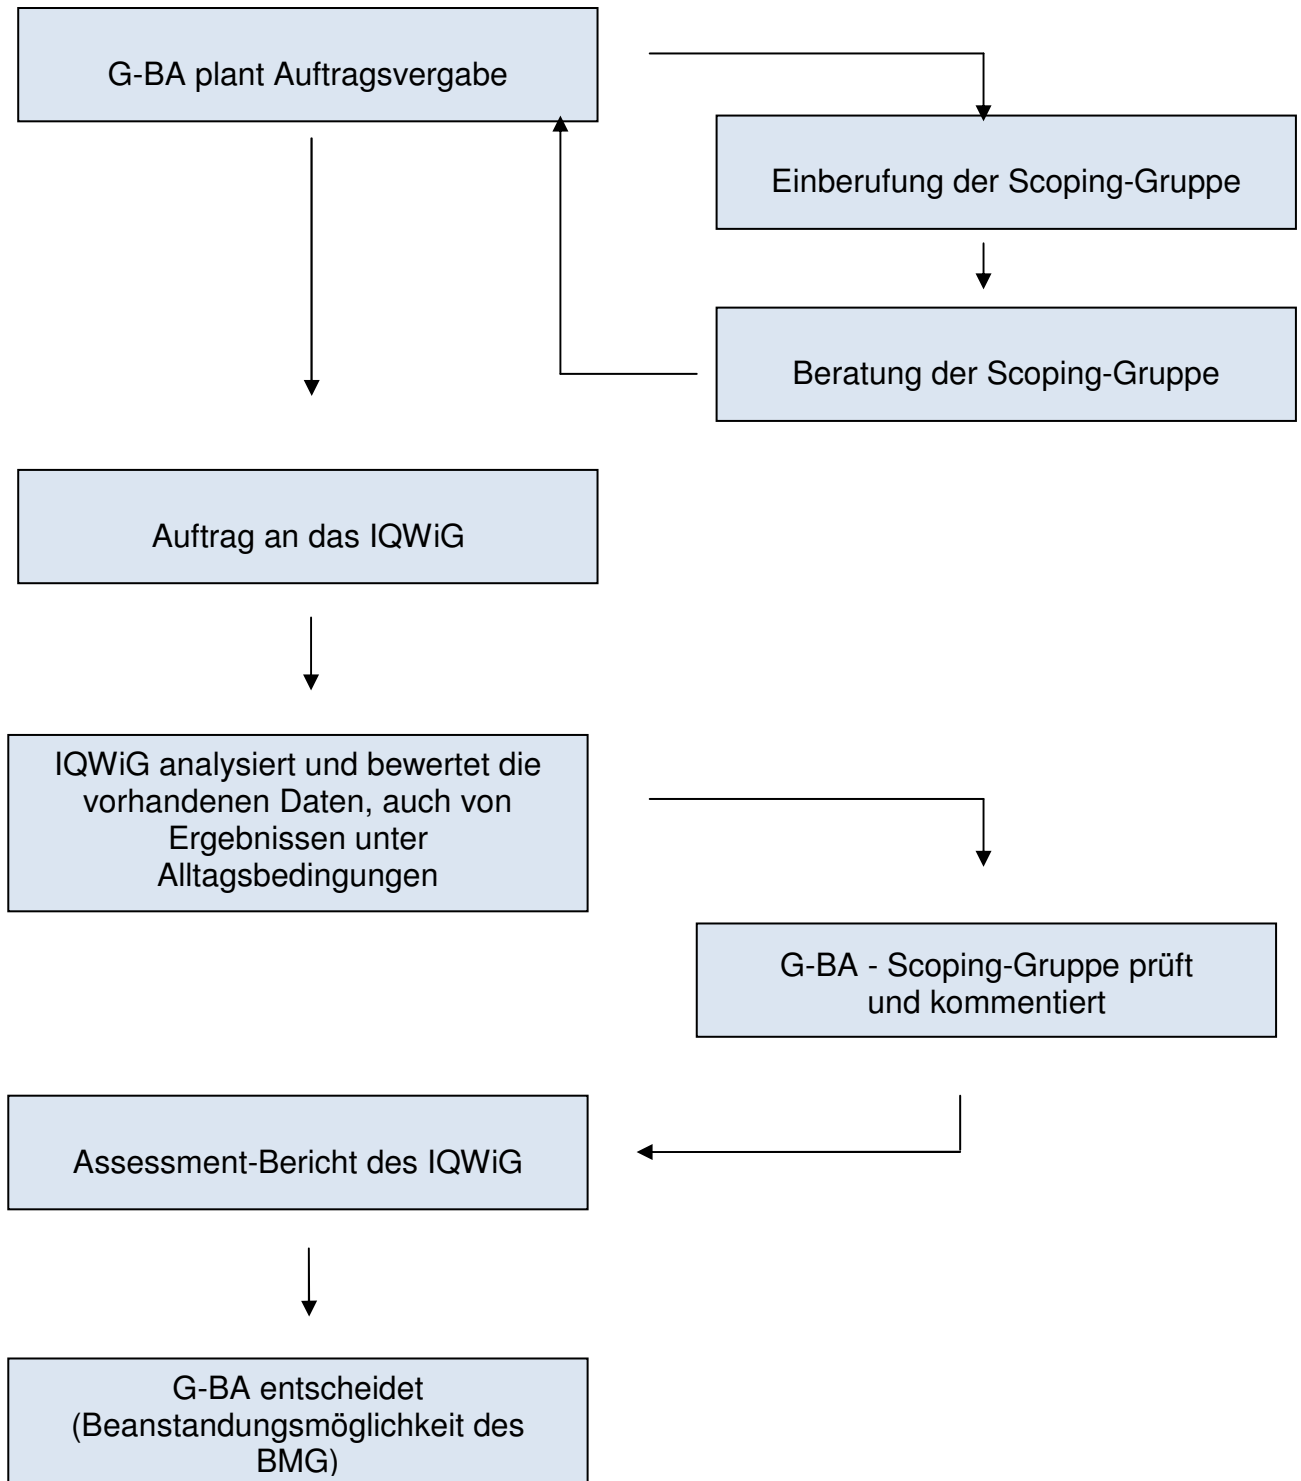 G-BA plant Auftragsvergabe
Einberufung der Scoping-Gruppe
Beratung der Scoping-Gruppe
Auftrag an das IQWiG
IQWiG analysiert und bewertet die
vorhandenen Daten, auch von
Ergebnissen unter
Alltagsbedingungen
G-BA - Scoping-Gruppe prüft
und kommentiert
Assessment-Bericht des IQWiG
G-BA entscheidet
(Beanstandungsmöglichkeit des
BMG)